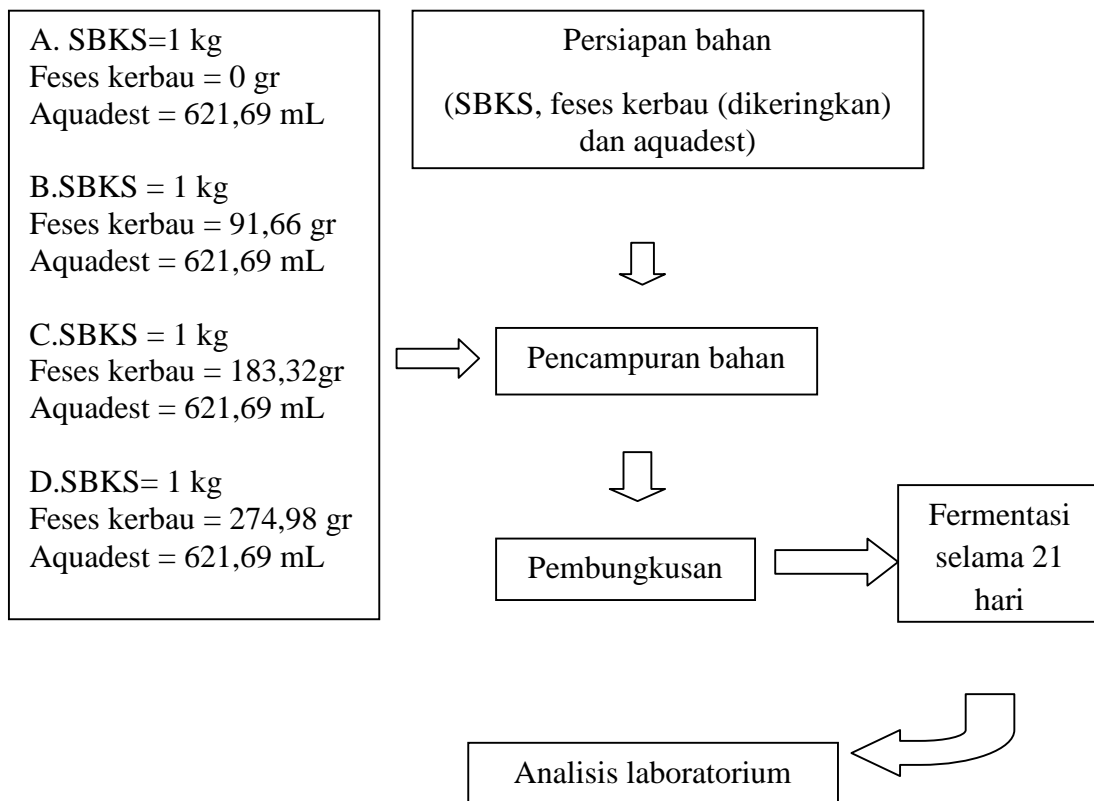 A. SBKS=1 kg
Feses kerbau = 0 gr
Aquadest = 621,69 mL
B.SBKS = 1 kg
Feses kerbau = 91,66 gr
Aquadest = 621,69 mL
C.SBKS = 1 kg
Feses kerbau = 183,32gr
Aquadest = 621,69 mL
D.SBKS= 1 kg
Feses kerbau = 274,98 gr
Aquadest = 621,69 mL
Persiapan bahan
(SBKS, feses kerbau (dikeringkan)
dan aquadest)
Pencampuran bahan
Pembungkusan
Fermentasi
selama 21
hari
Analisis laboratorium